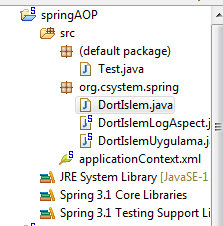 springAOP
src
(default package)
Test.java
org.csystem.spring
DortIslem.java
DortIslemLogAspect.j
DortIslemUygulama.j
applicationContext.xml
JRE System Library [JavaSE-1
Spring 3.1 Core Libraries
Spring 3.1 Testing Support Li